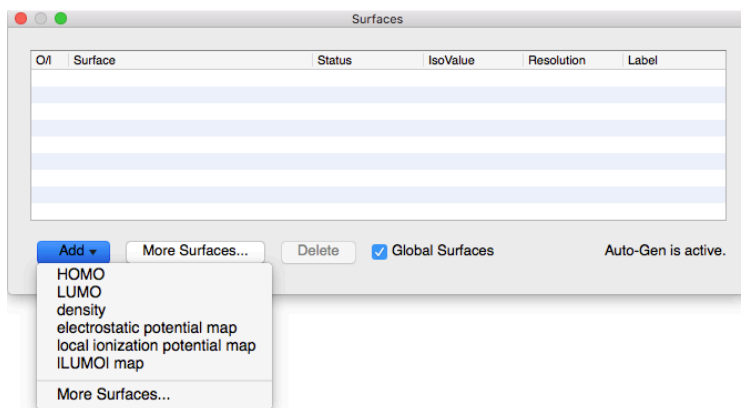 Surfaces
O/I Surface Status IsoValue Resolution Label
Add ▾ More Surfaces... Delete Global Surfaces Auto-Gen is active.
HOMO
LUMO
density
electrostatic potential map
local ionization potential map
|LUMO| map
More Surfaces...